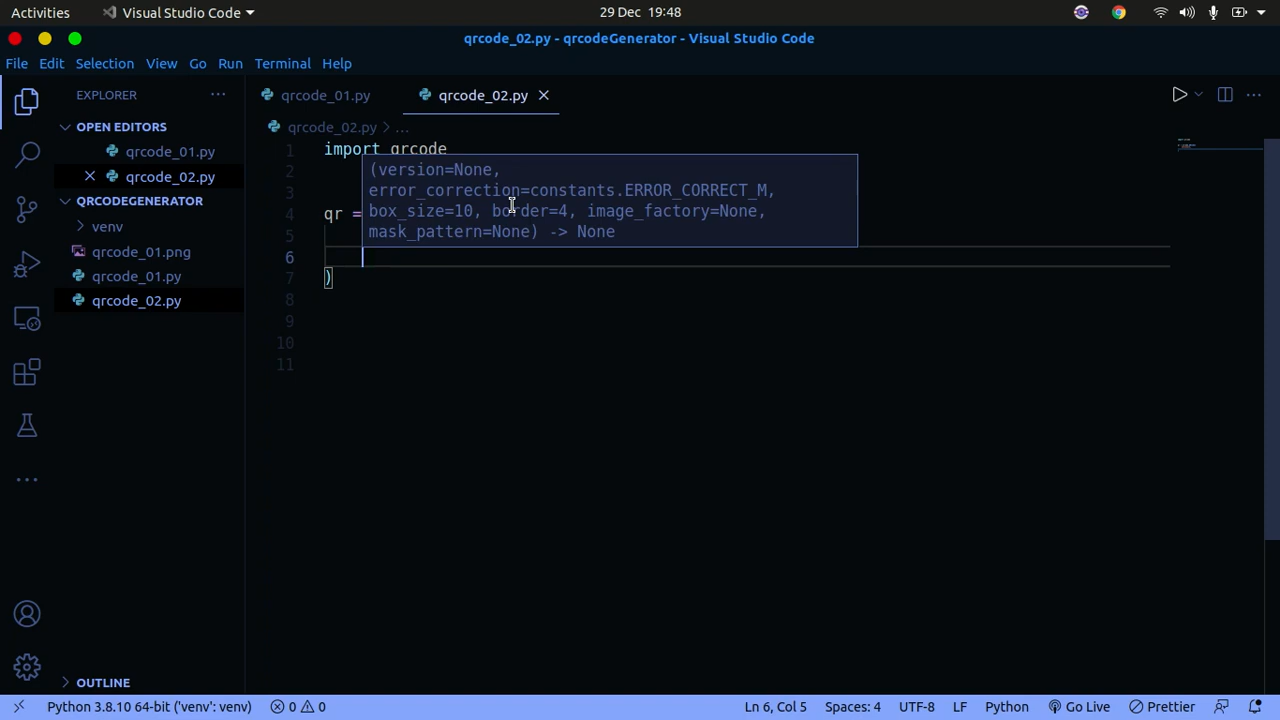 Activities
Visual Studio Code
29 Dec 19:48
qrcode_02.py - qrcodeGenerator - Visual Studio Code
File Edit Selection View Go Run Terminal Help
EXPLORER
OPEN EDITORS
qrcode_01.py
qrcode_02.py
QRCODEGENERATOR
venv
qrcode_01.png
qrcode_01.py
qrcode_02.py
OUTLINE
qrcode_01.py
qrcode_02.py
qrcode_02.py > ...
1 import qrcode
2
3
4 qr =
5
6
7 )
8
9
10
11
(version=None,
error_correction=constants.ERROR_CORRECT_M,
box_size=10, border=4, image_factory=None,
mask_pattern=None) -> None
Python 3.8.10 64-bit ('venv': venv) 0 0 Ln 6, Col 5 Spaces: 4 UTF-8 LF Python Go Live Prettier